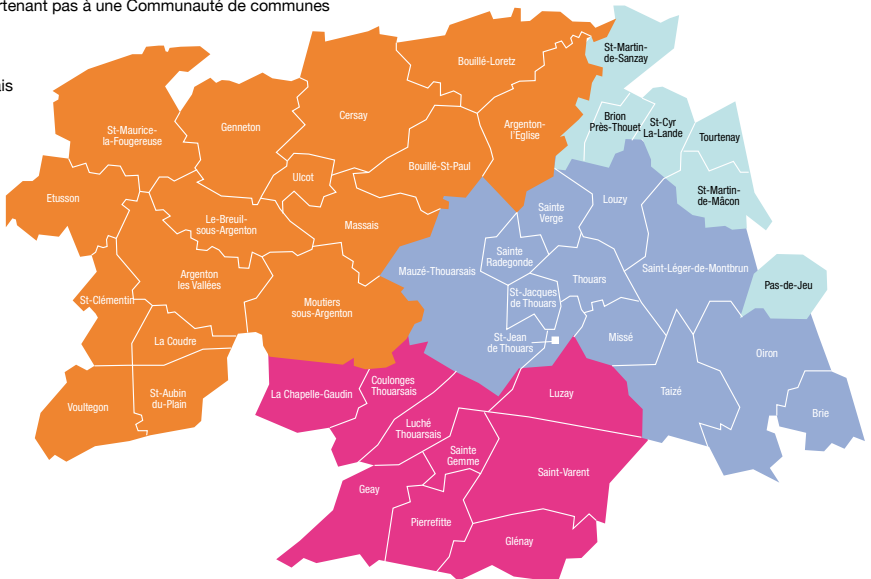 rtenant pas à une Communauté de communes
ais
Bouillé-Loretz
St-Martin-
de-Sanzay
St-Maurice-
la-Fougereuse
Genneton
Cersay
Argenton-
l'Eglise
Brion
Près-Thouet
St-Cyr
La-Lande
Tourtenay
Bouillé-St-Paul
Ulcot
Etusson
St-Martin-
de-Mâcon
Le-Breuil-
sous-Argenton
Massais
Sainte
Verge
Louzy
Sainte
Radegonde
Mauzé-Thouarsais
Saint-Léger-de-Montbrun
Argenton
les Vallées
Thouars
Pas-de-Jeu
St-Clémentin
Moutiers
sous-Argenton
St-Jacques
de Thouars
La Coudre
St-Jean
de Thouars
Missé
Oiron
Voultegon
St-Aubin
du-Plain
La Chapelle-Gaudin
Coulonges
Thouarsais
Luzay
Taizé
Brie
Luché
Thouarsais
Sainte
Gemme
Saint-Varent
Geay
Pierrefitte
Glénay